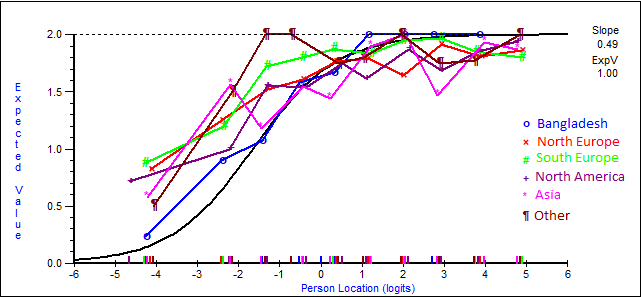 Slope
0.49
ExpV
1.00
Expected Value
2.0
1.5
1.0
0.5
0.0
o Bangladesh
× North Europe
# South Europe
+ North America
* Asia
¶ Other
-6 -5 -4 -3 -2 -1 0 1 2 3 4 5 6
Person Location (logits)